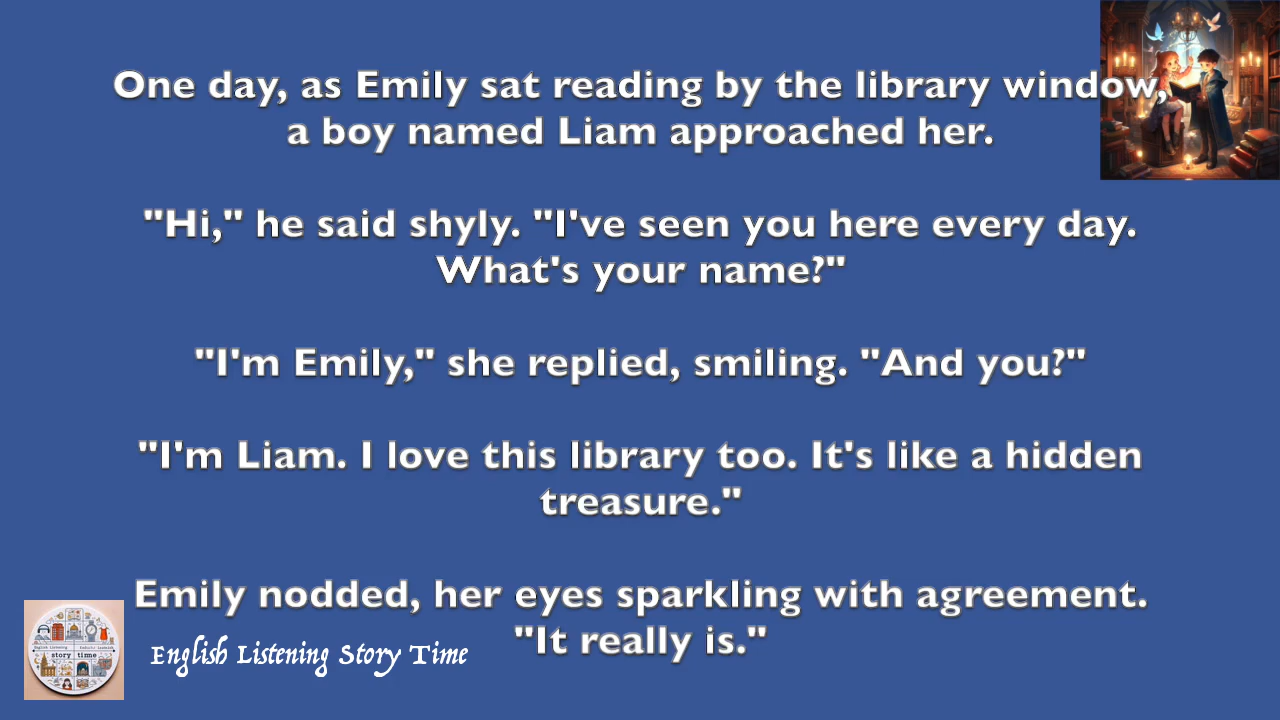 One day, as Emily sat reading by the library window,
a boy named Liam approached her.
"Hi," he said shyly. "I've seen you here every day.
What's your name?"
"I'm Emily," she replied, smiling. "And you?"
"I'm Liam. I love this library too. It's like a hidden
treasure."
Emily nodded, her eyes sparkling with agreement.
"It really is."
English Listening Story Time
story time